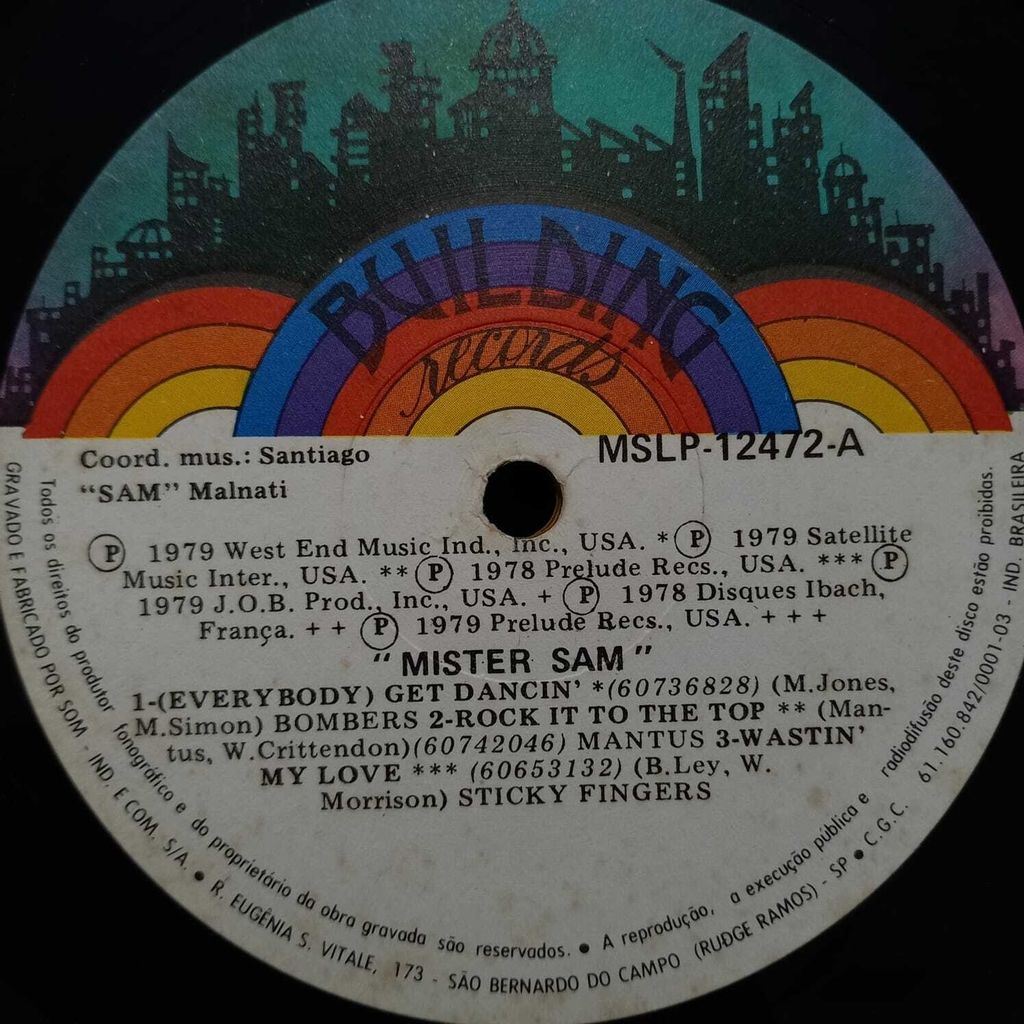 BUILDING
records
Coord. mus.: Santiago
"SAM" Malnati
MSLP-12472-A
Ⓟ 1979 West End Music Ind., Inc., USA. * Ⓟ 1979 Satellite
Music Inter., USA. ** Ⓟ 1978 Prelude Recs., USA. *** Ⓟ
1979 J.O.B. Prod., Inc., USA. + Ⓟ 1978 Disques Ibach,
França. + + Ⓟ 1979 Prelude Recs., USA. + + +
"MISTER SAM"
1-(EVERYBODY) GET DANCIN' *(60736828) (M.Jones,
M.Simon) BOMBERS 2-ROCK IT TO THE TOP ** (Man-
tus, W.Crittendon)(60742046) MANTUS 3-WASTIN'
MY LOVE *** (60653132) (B.Ley, W.
Morrison) STICKY FINGERS
Todos os direitos do produtor fonográfico e do proprietário da obra gravada são reservados. • A reprodução, a execução pública e radiodifusão deste disco estão proibidas.
GRAVADO E FABRICADO POR SOM - IND. E COM. S/A. • R. EUGÊNIA S. VITALE, 173 - SÃO BERNARDO DO CAMPO (RUDGE RAMOS) - SP • C.G.C. 61.160.842/0001-03 - IND. BRASILEIRA